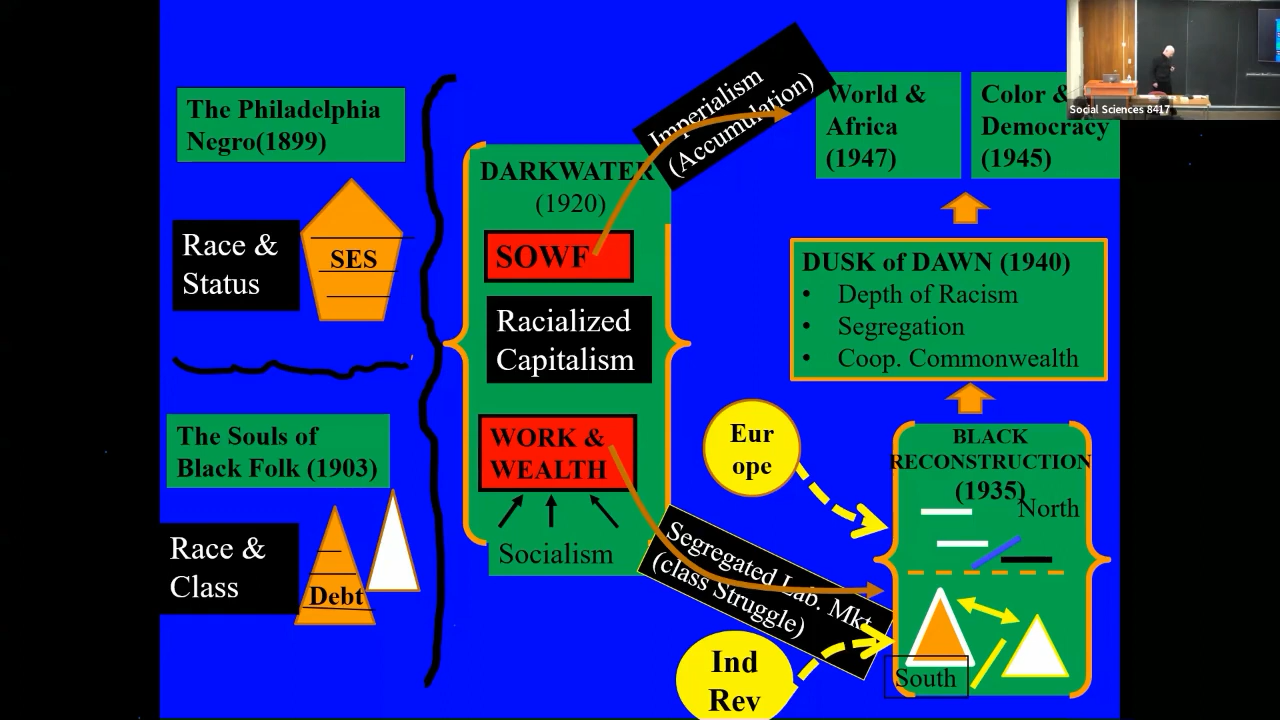 The Philadelphia
Negro(1899)
Race &
Status
SES
The Souls of
Black Folk (1903)
Race &
Class
Debt
DARKWATER
(1920)
SOWF
Racialized
Capitalism
WORK &
WEALTH
Socialism
Imperialism
(Accumulation)
Segregated Lab. Mkt
(class Struggle)
World &
Africa
(1947)
Color &
Democracy
(1945)
Social Sciences 8417
DUSK of DAWN (1940)
• Depth of Racism
• Segregation
• Coop. Commonwealth
Eur
ope
Ind
Rev
BLACK
RECONSTRUCTION
(1935)
North
South